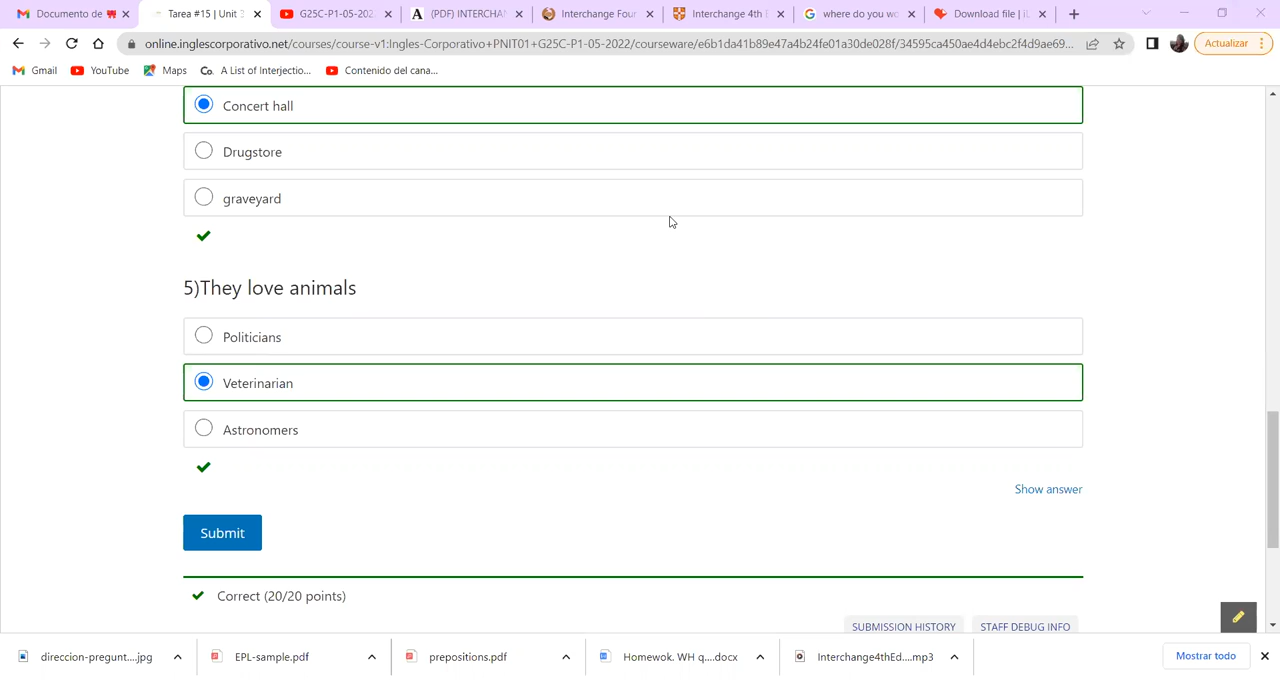 Documento de
Tarea #15 | Unit 3
G25C-P1-05-202
(PDF) INTERCHA
Interchange Four
Interchange 4th
where do you wo
Download file | iL
online.inglescorporativo.net/courses/course-v1:Ingles-Corporativo+PNIT01+G25C-P1-05-2022/courseware/e6b1da41b89e47a4b24fe01a30de028f/34595ca450ae4d4ebc2f4d9ae69...
Actualizar
Gmail
YouTube
Maps
A List of Interjectio...
Contenido del cana...
Concert hall
Drugstore
graveyard
5)They love animals
Politicians
Veterinarian
Astronomers
Show answer
Submit
Correct (20/20 points)
SUBMISSION HISTORY
STAFF DEBUG INFO
direccion-pregunt....jpg
EPL-sample.pdf
prepositions.pdf
Homewok. WH q....docx
Interchange4thEd....mp3
Mostrar todo